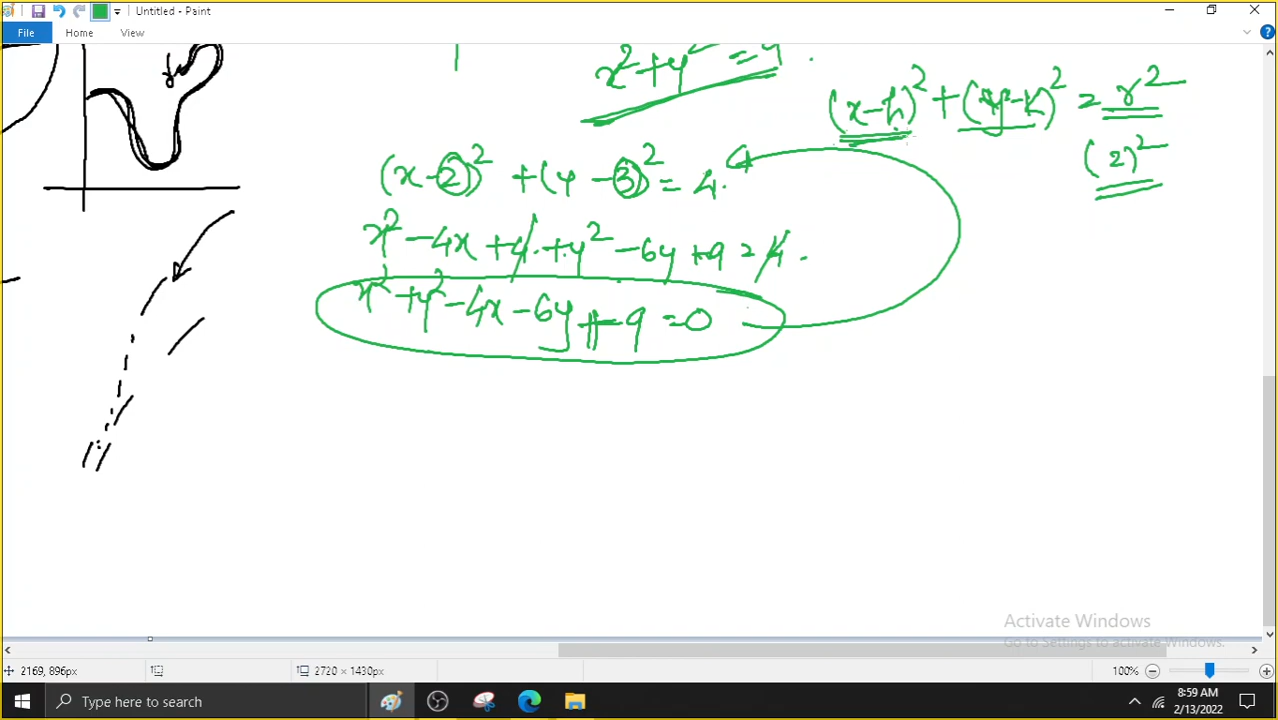 Untitled - Paint
File Home View
x² + y² = 4.
(x-h)² + (y-k)² = r²
(2)²
(x-2)² + (y-3)² = 4.
x² - 4x + 4 + y² - 6y + 9 = 4.
x² + y² - 4x - 6y + 9 = 0
Activate Windows
Go to Settings to activate Windows.
2169, 896px
2720 × 1430px
100%
Type here to search
8:59 AM
2/13/2022